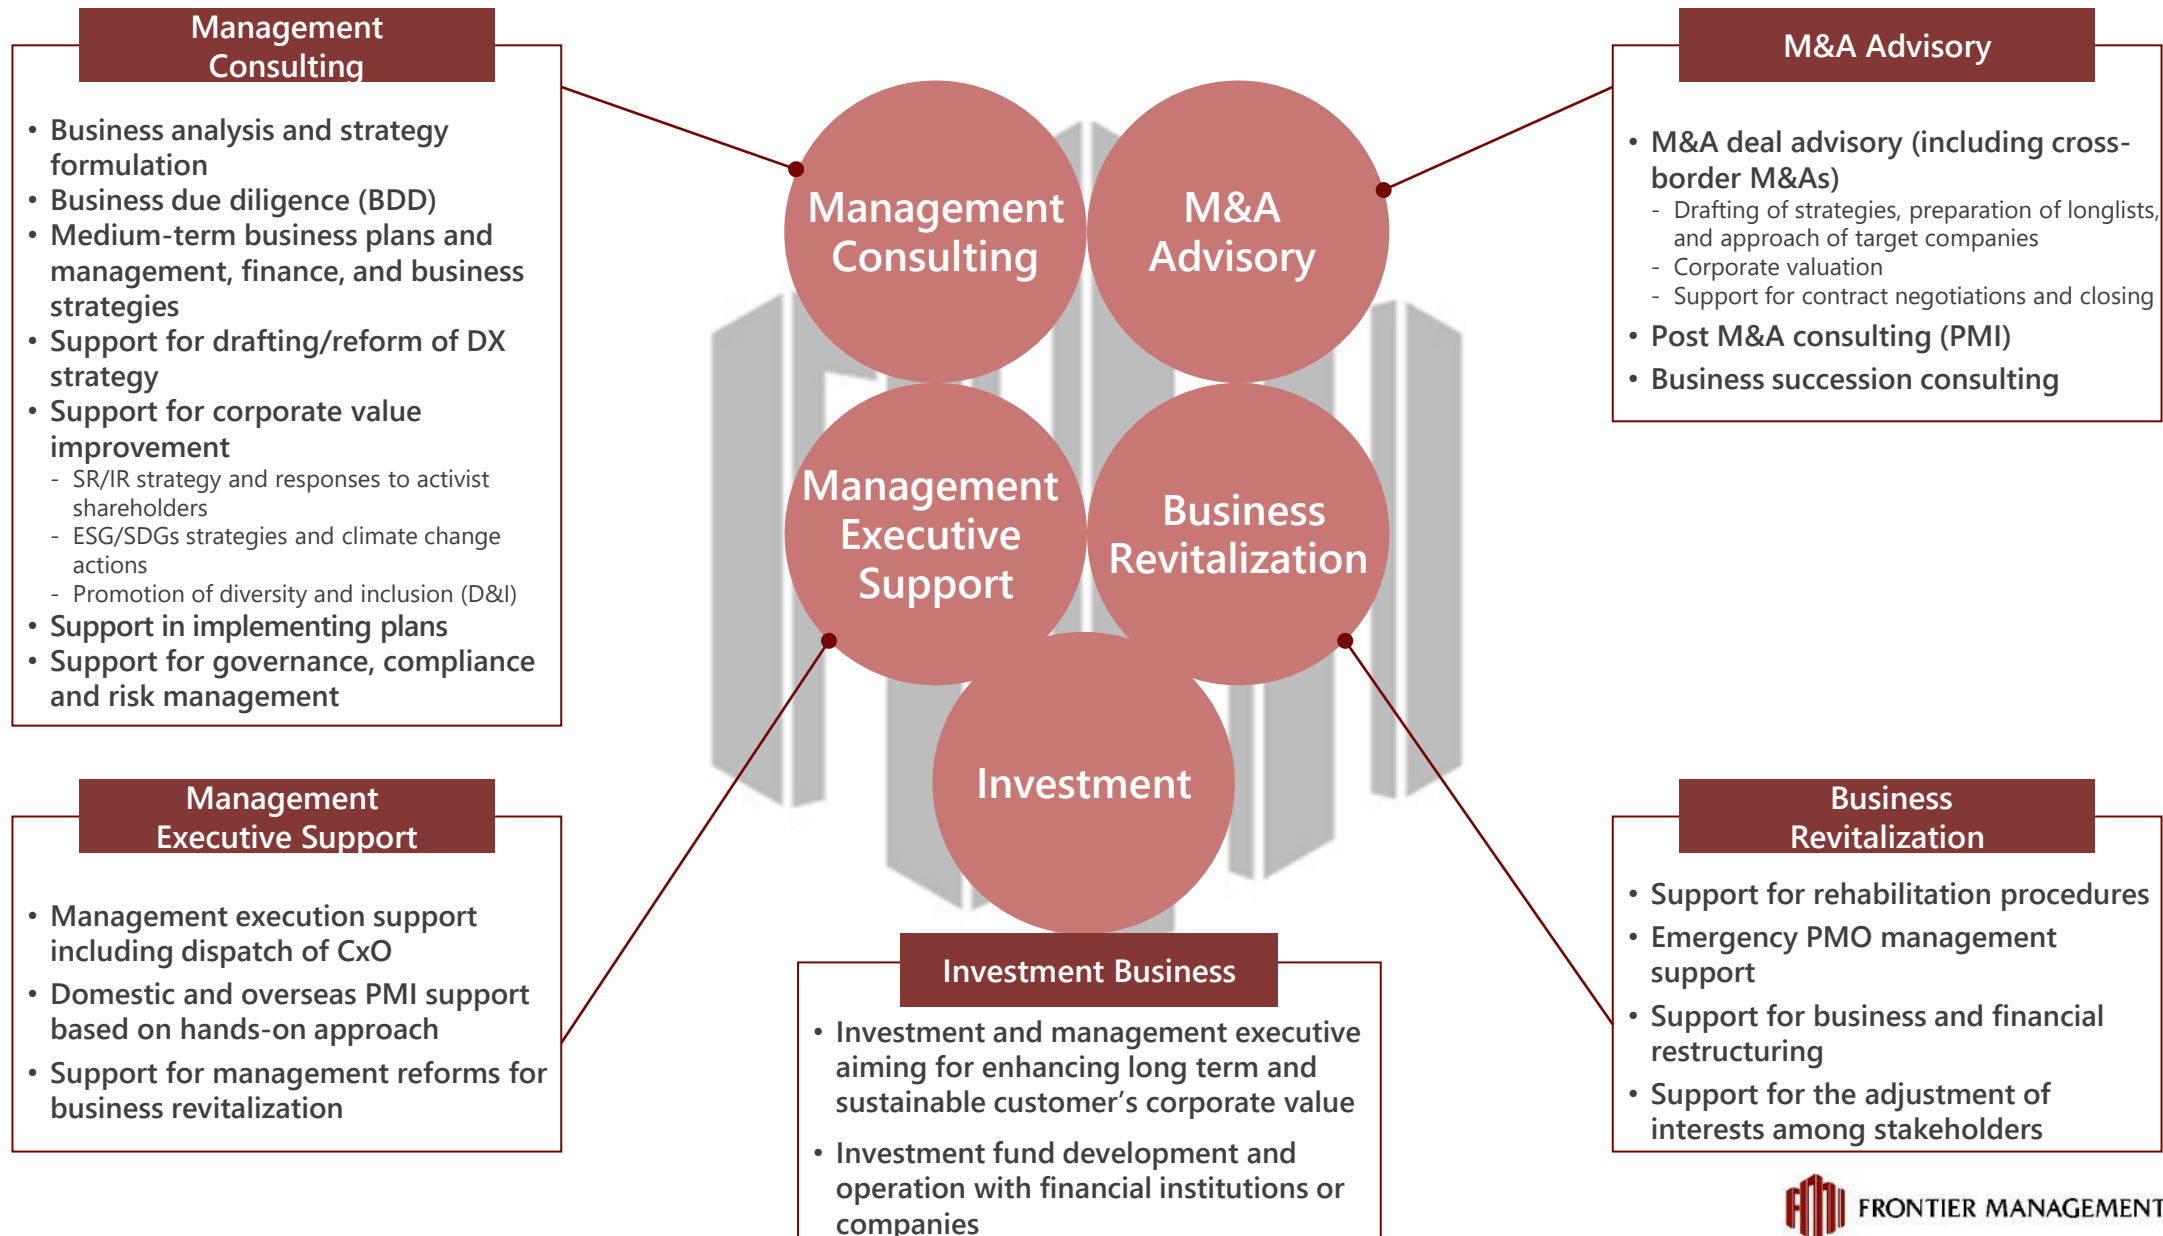 Management
Consulting
• Business analysis and strategy
formulation
• Business due diligence (BDD)
• Medium-term business plans and
management, finance, and business
strategies
• Support for drafting/reform of DX
strategy
• Support for corporate value
improvement
- SR/IR strategy and responses to activist
shareholders
- ESG/SDGs strategies and climate change
actions
- Promotion of diversity and inclusion (D&I)
• Support in implementing plans
• Support for governance, compliance
and risk management
Management
Consulting
M&A
Advisory
Management
Executive
Support
Business
Revitalization
Investment
M&A Advisory
• M&A deal advisory (including cross-
border M&As)
- Drafting of strategies, preparation of longlists,
and approach of target companies
- Corporate valuation
- Support for contract negotiations and closing
• Post M&A consulting (PMI)
• Business succession consulting
Management
Executive Support
• Management execution support
including dispatch of CxO
• Domestic and overseas PMI support
based on hands-on approach
• Support for management reforms for
business revitalization
Investment Business
• Investment and management executive
aiming for enhancing long term and
sustainable customer’s corporate value
• Investment fund development and
operation with financial institutions or
companies
Business
Revitalization
• Support for rehabilitation procedures
• Emergency PMO management
support
• Support for business and financial
restructuring
• Support for the adjustment of
interests among stakeholders
FRONTIER MANAGEMENT